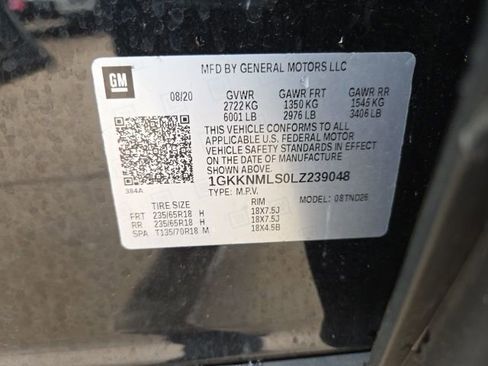 GM
MFD BY GENERAL MOTORS LLC
08/20 GVWR GAWR FRT GAWR RR
2722 KG 1350 KG 1545 KG
6001 LB 2976 LB 3406 LB
THIS VEHICLE CONFORMS TO ALL
APPLICABLE U.S. FEDERAL MOTOR
VEHICLE SAFETY STANDARDS IN EFFECT
ON THE DATE OF MANUFACTURE SHOWN ABOVE.
1GKKNMLS0LZ239048
TYPE: M.P.V. MODEL: 08TND26
384A
TIRE SIZE RIM
FRT 235/65R18 H 18X7.5J
RR 235/65R18 H 18X7.5J
SPA T135/70R18 M 18X4.5B